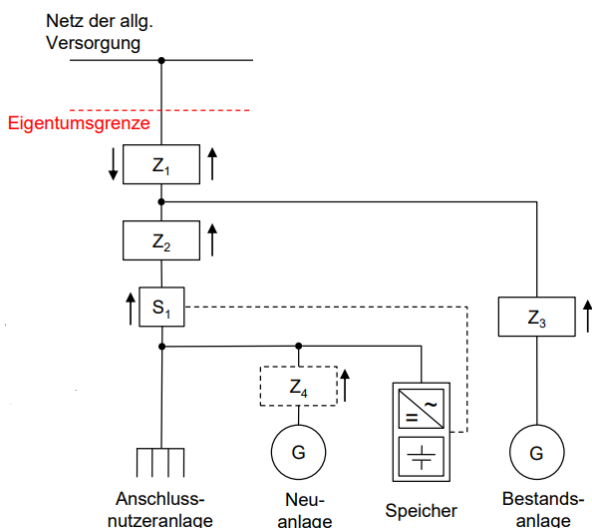 Netz der allg.
Versorgung
Eigentumsgrenze
Z1
Z2
S1
Z3
Z4
= ~
G
G
Anschluss-
nutzeranlage
Neu-
anlage
Speicher
Bestands-
anlage